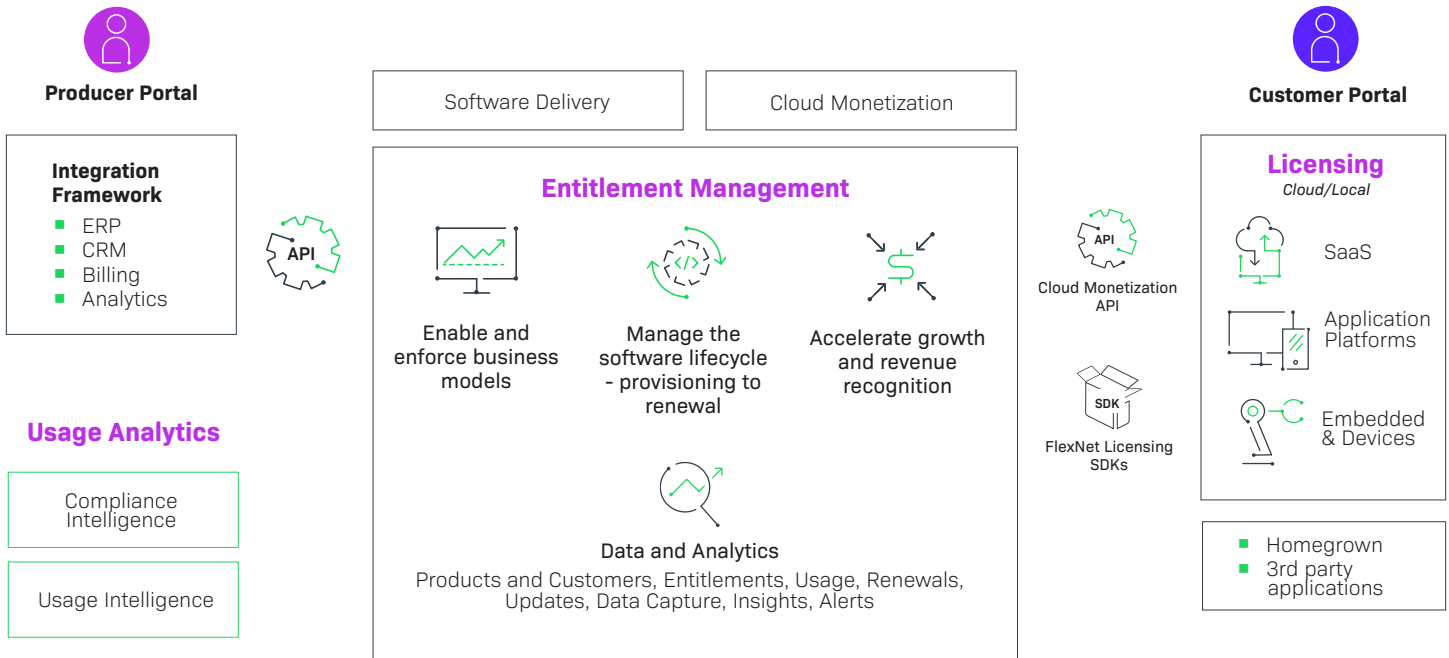 Producer Portal
Integration
Framework
ERP
CRM
Billing
Analytics
API
Usage Analytics
Compliance
Intelligence
Usage Intelligence
Software Delivery
Cloud Monetization
Entitlement Management
</>
Enable and
enforce business
models
Manage the
software lifecycle
- provisioning to
renewal
$
Accelerate growth
and revenue
recognition
Data and Analytics
Products and Customers, Entitlements, Usage, Renewals,
Updates, Data Capture, Insights, Alerts
API
Cloud Monetization
API
SDK
FlexNet Licensing
SDKs
Customer Portal
Licensing
Cloud/Local
SaaS
Application
Platforms
Embedded
& Devices
Homegrown
3rd party
applications